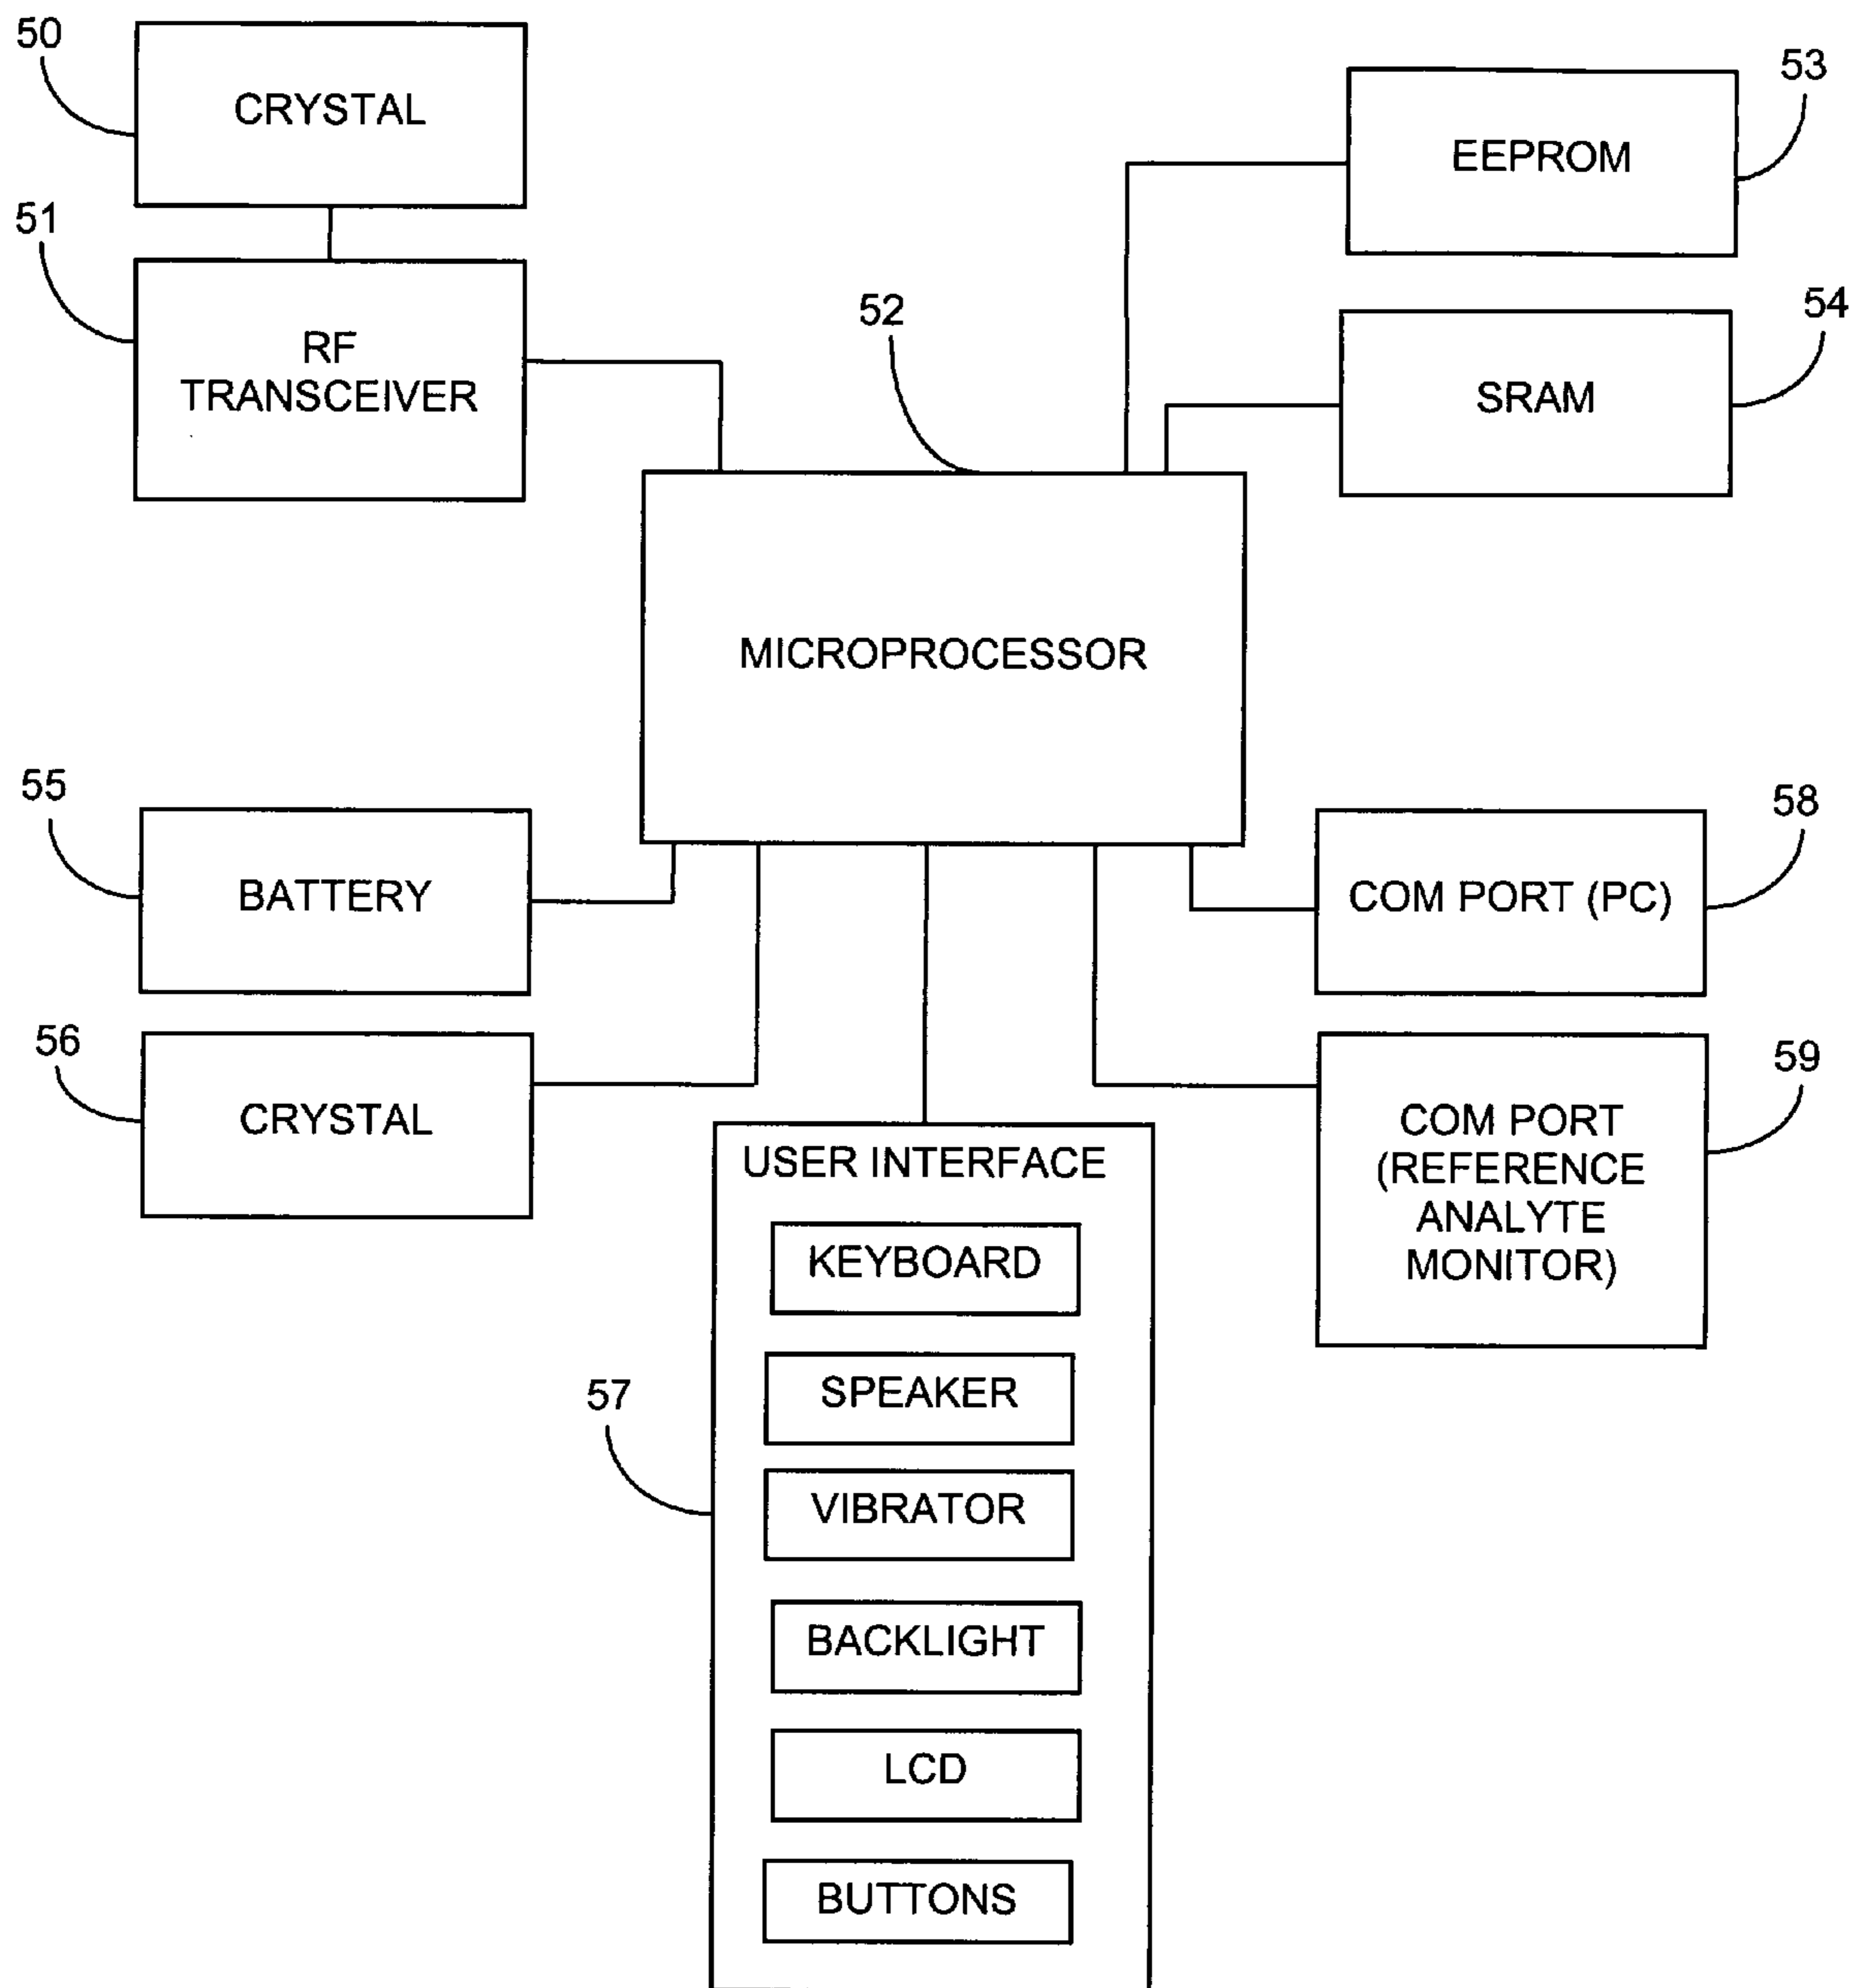 50
CRYSTAL
53
EEPROM
51
RF
TRANSCEIVER
52
54
SRAM
MICROPROCESSOR
55
BATTERY
58
COM PORT (PC)
56
CRYSTAL
59
COM PORT
(REFERENCE
ANALYTE
MONITOR)
USER INTERFACE
KEYBOARD
57
SPEAKER
VIBRATOR
BACKLIGHT
LCD
BUTTONS